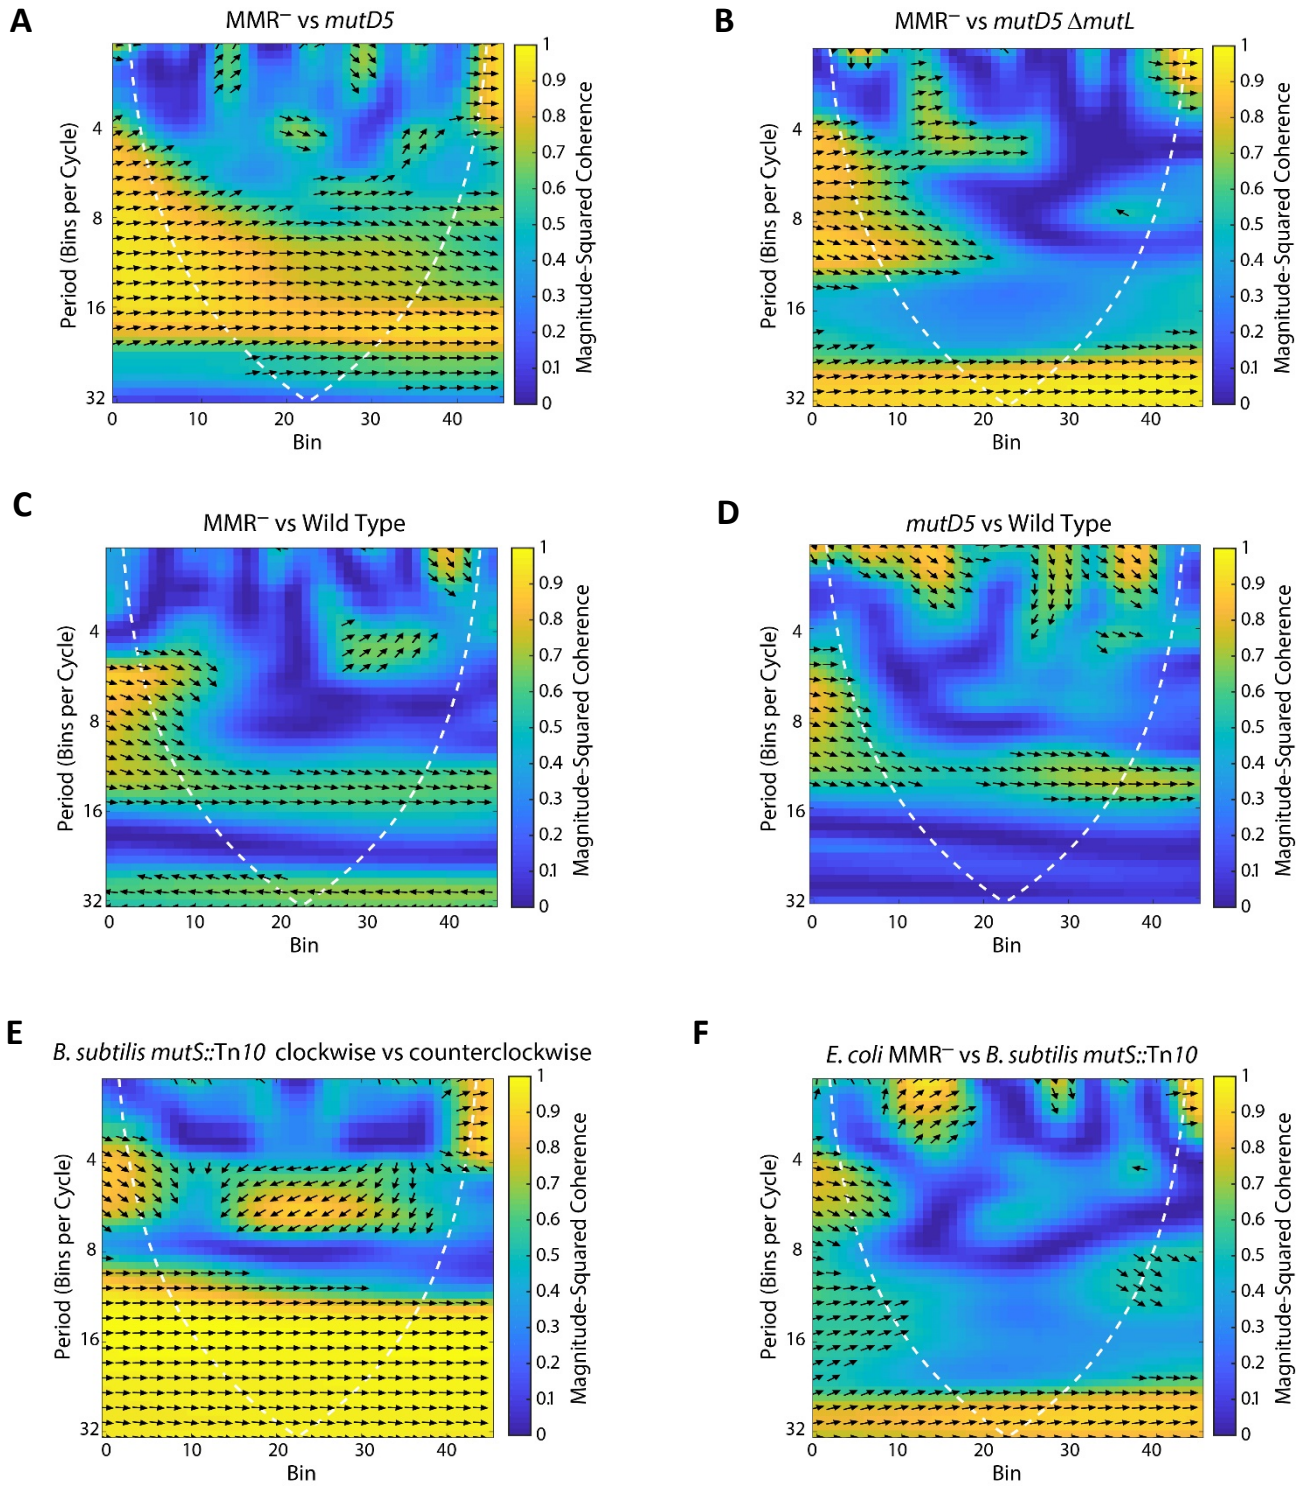 A
MMR⁻ vs mutD5
Period (Bins per Cycle)
4
8
16
32
0 10 20 30 40
Bin
1
0.9
0.8
0.7
0.6
0.5
0.4
0.3
0.2
0.1
0
Magnitude-Squared Coherence
B
MMR⁻ vs mutD5 ΔmutL
Period (Bins per Cycle)
4
8
16
32
0 10 20 30 40
Bin
1
0.9
0.8
0.7
0.6
0.5
0.4
0.3
0.2
0.1
0
Magnitude-Squared Coherence
C
MMR⁻ vs Wild Type
Period (Bins per Cycle)
4
8
16
32
0 10 20 30 40
Bin
1
0.9
0.8
0.7
0.6
0.5
0.4
0.3
0.2
0.1
0
Magnitude-Squared Coherence
D
mutD5 vs Wild Type
Period (Bins per Cycle)
4
8
16
32
0 10 20 30 40
Bin
1
0.9
0.8
0.7
0.6
0.5
0.4
0.3
0.2
0.1
0
Magnitude-Squared Coherence
E
B. subtilis mutS::Tn10 clockwise vs counterclockwise
Period (Bins per Cycle)
4
8
16
32
0 10 20 30 40
Bin
1
0.9
0.8
0.7
0.6
0.5
0.4
0.3
0.2
0.1
0
Magnitude-Squared Coherence
F
E. coli MMR⁻ vs B. subtilis mutS::Tn10
Period (Bins per Cycle)
4
8
16
32
0 10 20 30 40
Bin
1
0.9
0.8
0.7
0.6
0.5
0.4
0.3
0.2
0.1
0
Magnitude-Squared Coherence